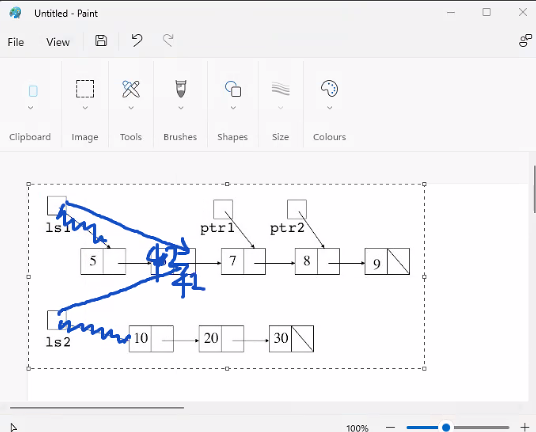 Untitled - Paint
File View
Clipboard Image Tools Brushes Shapes Size Colours
ls1 ptr1 ptr2
5 7 8 9
42
ls2
10 20 30
100%